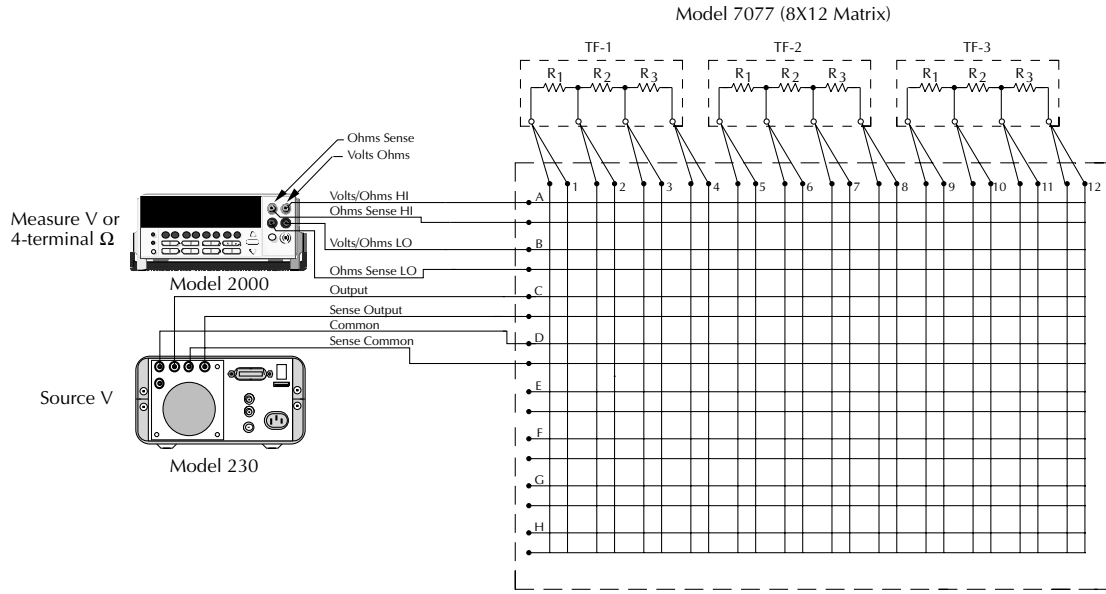 Model 7077 (8X12 Matrix)
TF-1 TF-2 TF-3
R1 R2 R3 R1 R2 R3 R1 R2 R3
Ohms Sense
Volts Ohms
1 2 3 4 5 6 7 8 9 10 11 12
Measure V or
4-terminal Ω
Model 2000
Volts/Ohms HI
Ohms Sense HI
Volts/Ohms LO
Ohms Sense LO
Output
Sense Output
Common
Sense Common
Source V
Model 230
A
B
C
D
E
F
G
H